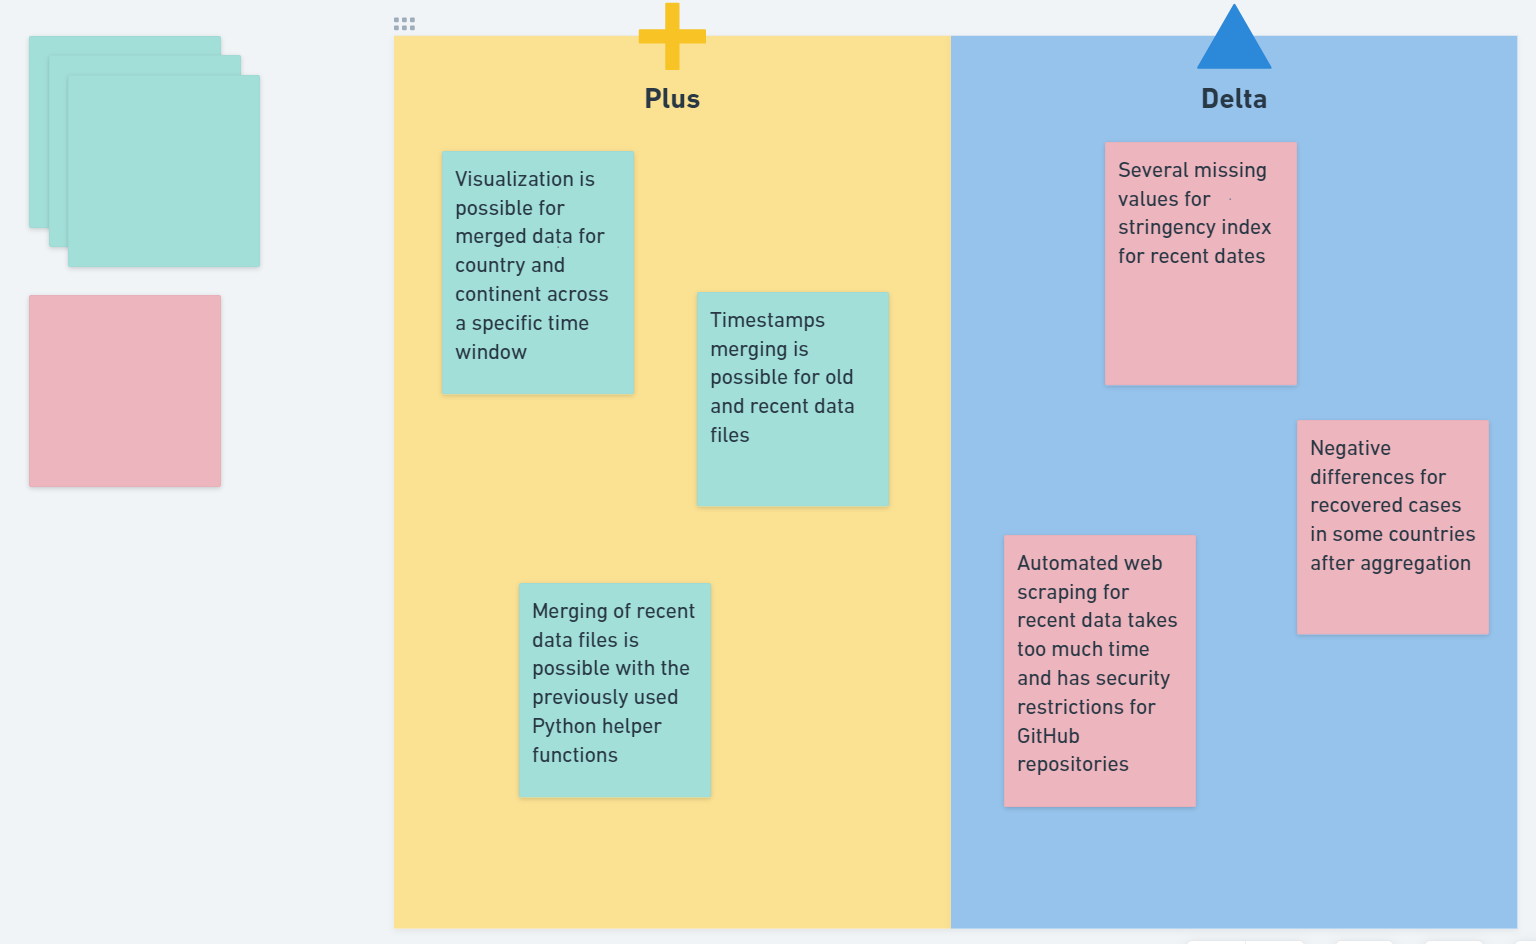 Plus
Visualization is
possible for
merged data for
country and
continent across
a specific time
window
Timestamps
merging is
possible for old
and recent data
files
Merging of recent
data files is
possible with the
previously used
Python helper
functions
Delta
Several missing
values for
stringency index
for recent dates
Negative
differences for
recovered cases
in some countries
after aggregation
Automated web
scraping for
recent data takes
too much time
and has security
restrictions for
GitHub
repositories